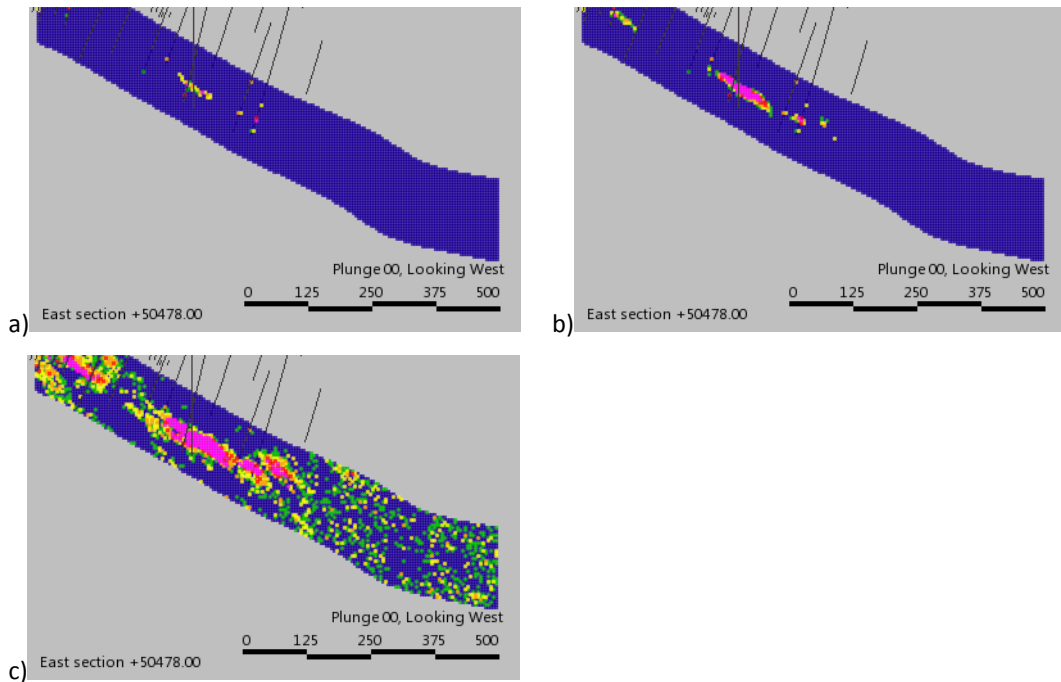 Plunge 00, Looking West
0 125 250 375 500
East section +50478.00
a)
Plunge 00, Looking West
0 125 250 375 500
East section +50478.00
b)
Plunge 00, Looking West
0 125 250 375 500
East section +50478.00
c)